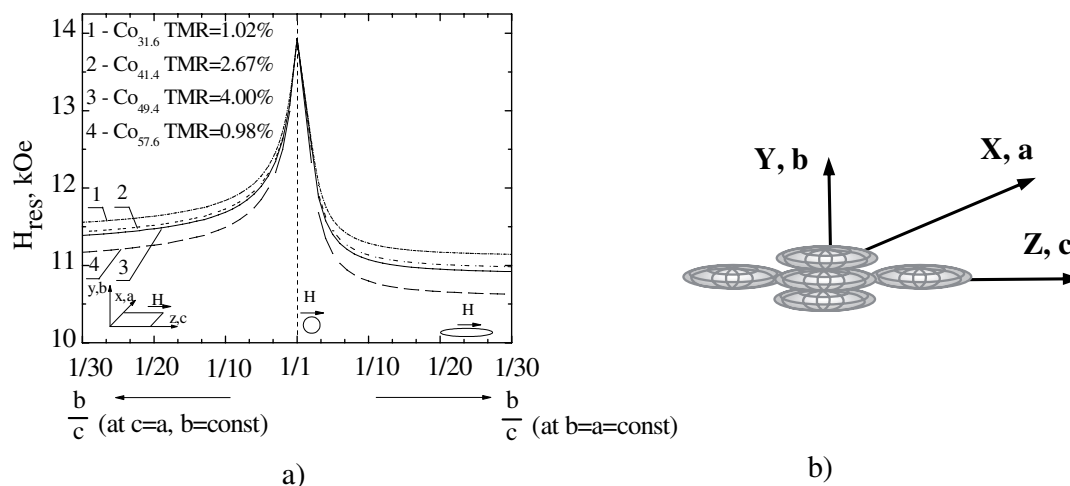 14
1 - Co31.6 TMR=1.02%
2 - Co41.4 TMR=2.67%
3 - Co49.4 TMR=4.00%
4 - Co57.6 TMR=0.98%
13
12
11
10
Hres, kOe
1
2
4
3
y,b
x,a
H
z,c
H
H
1/30 1/20 1/10 1/1 1/10 1/20 1/30
b/c (at c=a, b=const)
b/c (at b=a=const)
a)
Y, b
X, a
Z, c
b)